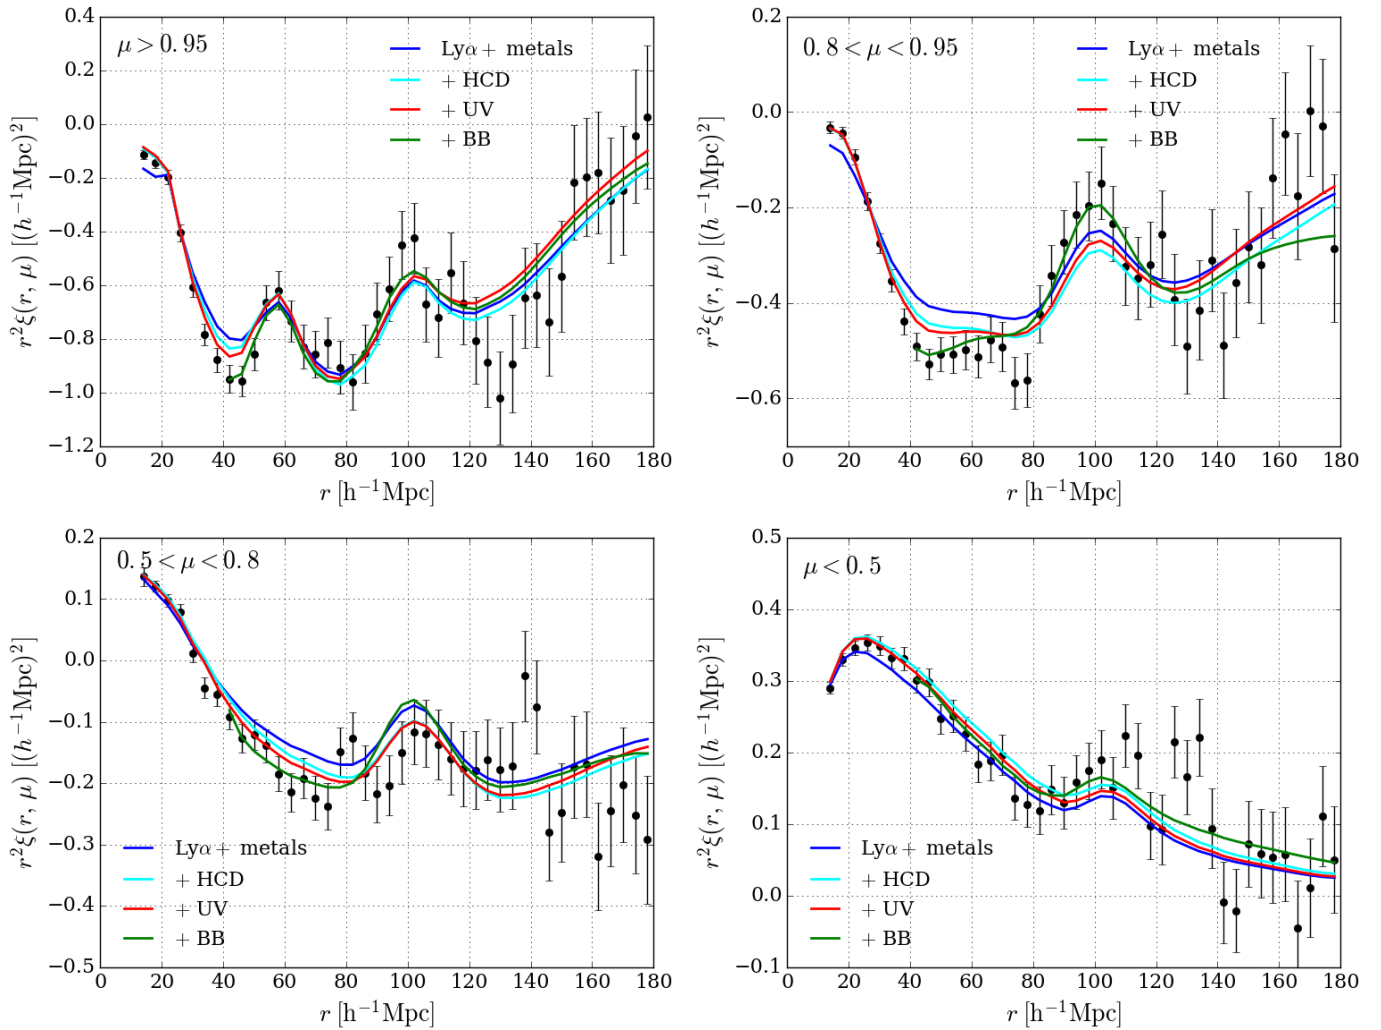 μ > 0.95
Lyα+ metals
+ HCD
+ UV
+ BB
0.4
0.2
0.0
−0.2
−0.4
−0.6
−0.8
−1.0
−1.2
0 20 40 60 80 100 120 140 160 180
r [h⁻¹Mpc]
r²ξ(r, μ) [(h⁻¹Mpc)²]
0.8 < μ < 0.95
Lyα+ metals
+ HCD
+ UV
+ BB
0.2
0.0
−0.2
−0.4
−0.6
0 20 40 60 80 100 120 140 160 180
r [h⁻¹Mpc]
r²ξ(r, μ) [(h⁻¹Mpc)²]
0.5 < μ < 0.8
Lyα+ metals
+ HCD
+ UV
+ BB
0.2
0.1
0.0
−0.1
−0.2
−0.3
−0.4
−0.5
0 20 40 60 80 100 120 140 160 180
r [h⁻¹Mpc]
r²ξ(r, μ) [(h⁻¹Mpc)²]
μ < 0.5
Lyα+ metals
+ HCD
+ UV
+ BB
0.5
0.4
0.3
0.2
0.1
0.0
−0.1
0 20 40 60 80 100 120 140 160 180
r [h⁻¹Mpc]
r²ξ(r, μ) [(h⁻¹Mpc)²]